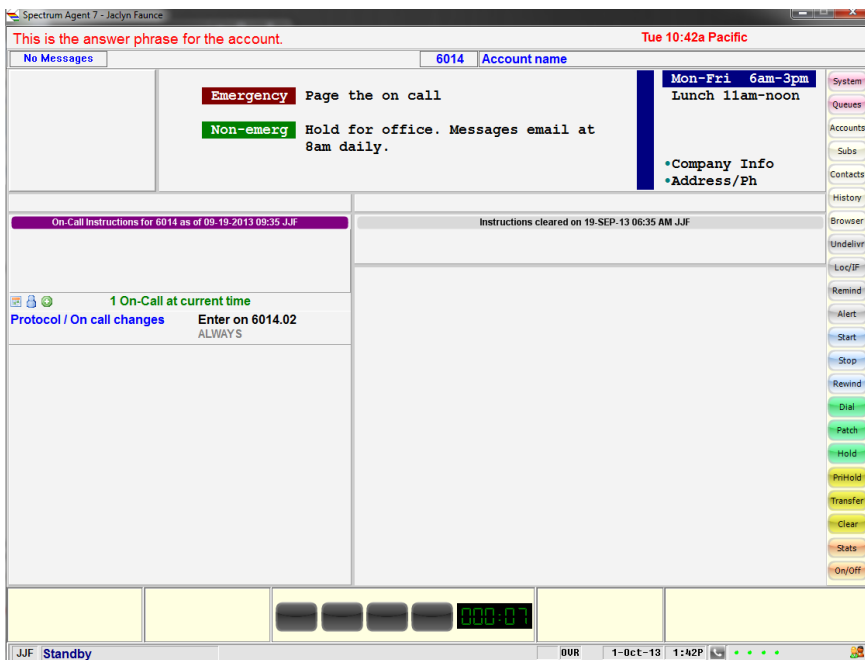 Spectrum Agent 7 - Jaclyn Faunce
This is the answer phrase for the account.
Tue 10:42a Pacific
No Messages
6014
Account name
Emergency Page the on call
Non-emerg Hold for office. Messages email at
8am daily.
Mon-Fri 6am-3pm
Lunch 11am-noon
•Company Info
•Address/Ph
On-Call Instructions for 6014 as of 09-19-2013 09:35 JJF
Instructions cleared on 19-SEP-13 06:35 AM JJF
1 On-Call at current time
Protocol / On call changes Enter on 6014.02
ALWAYS
System
Queues
Accounts
Subs
Contacts
History
Browser
Undelivr
Loc/IF
Remind
Alert
Start
Stop
Rewind
Dial
Patch
Hold
PriHold
Transfer
Clear
Stats
On/Off
000:07
JJF Standby
OVR 1-Oct-13 1:42P